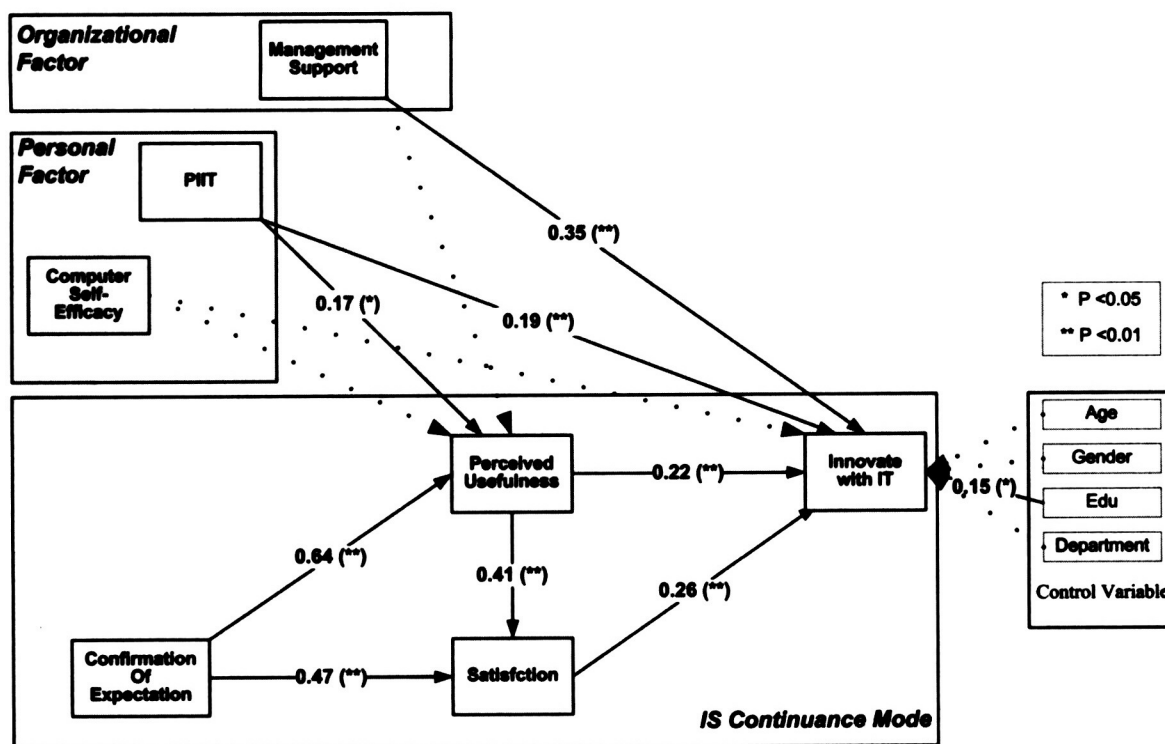 Organizational
Factor
Management
Support
Personal
Factor
PIIT
Computer
Self-
Efficacy
0.35 (**)
0.17 (*)
0.19 (**)
* P <0.05
** P <0.01
Perceived
Usefulness
0.22 (**)
Innovate
with IT
0.15 (*)
Age
Gender
Edu
Department
Control Variable
0.64 (**)
0.41 (**)
0.26 (**)
Confirmation
Of
Expectation
0.47 (**)
Satisfction
IS Continuance Mode